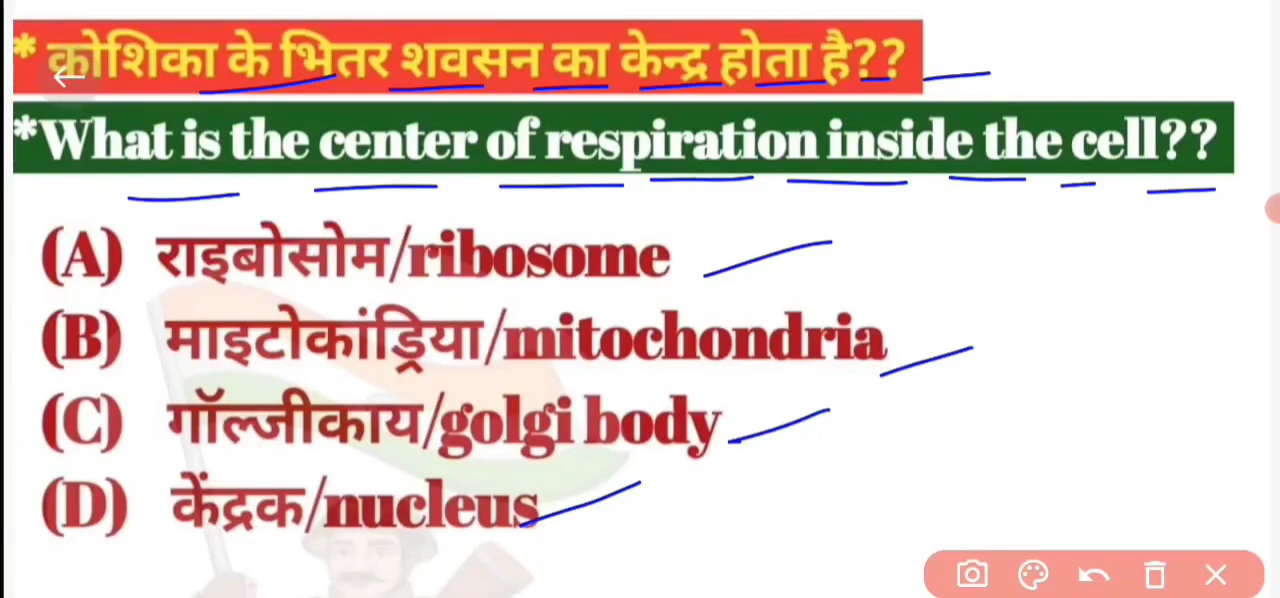 * कोशिका के भितर शवसन का केन्द्र होता है??
*What is the center of respiration inside the cell??
(A) राइबोसोम/ribosome
(B) माइटोकांड्रिया/mitochondria
(C) गॉल्जीकाय/golgi body
(D) केंद्रक/nucleus